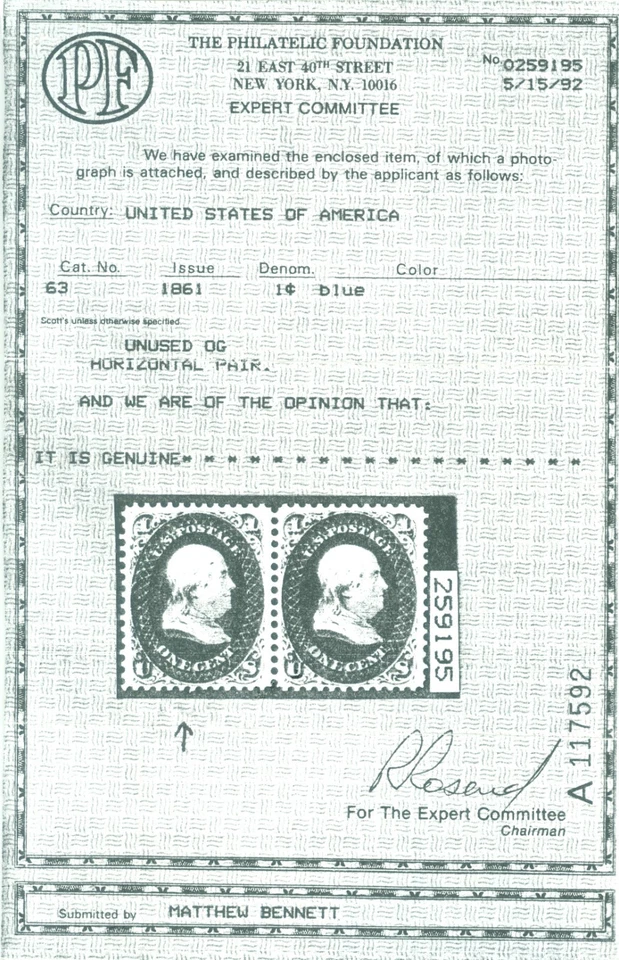 PF
THE PHILATELIC FOUNDATION
21 EAST 40TH STREET
NEW YORK, N.Y. 10016
EXPERT COMMITTEE
No. 0259195
5/15/92
We have examined the enclosed item, of which a photo-
graph is attached, and described by the applicant as follows:
Country: UNITED STATES OF AMERICA
Cat. No. Issue Denom. Color
63 1861 1¢ blue
Scott's unless otherwise specified
UNUSED OG
HORIZONTAL PAIR.
AND WE ARE OF THE OPINION THAT:
IT IS GENUINE* * * * * * * * * * * * * * * * * * *
U.S. POSTAGE U.S. POSTAGE
ONE CENT ONE CENT
259195
A 117592
For The Expert Committee
Chairman
Submitted by MATTHEW BENNETT